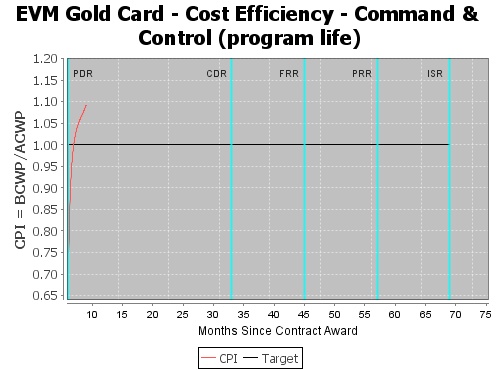 EVM Gold Card - Cost Efficiency - Command &
Control (program life)
1.20
1.15
1.10
1.05
1.00
0.95
0.90
0.85
0.80
0.75
0.70
0.65
CPI = BCWP/ACWP
PDR CDR FRR PRR ISR
10 15 20 25 30 35 40 45 50 55 60 65 70 75
Months Since Contract Award
CPI Target